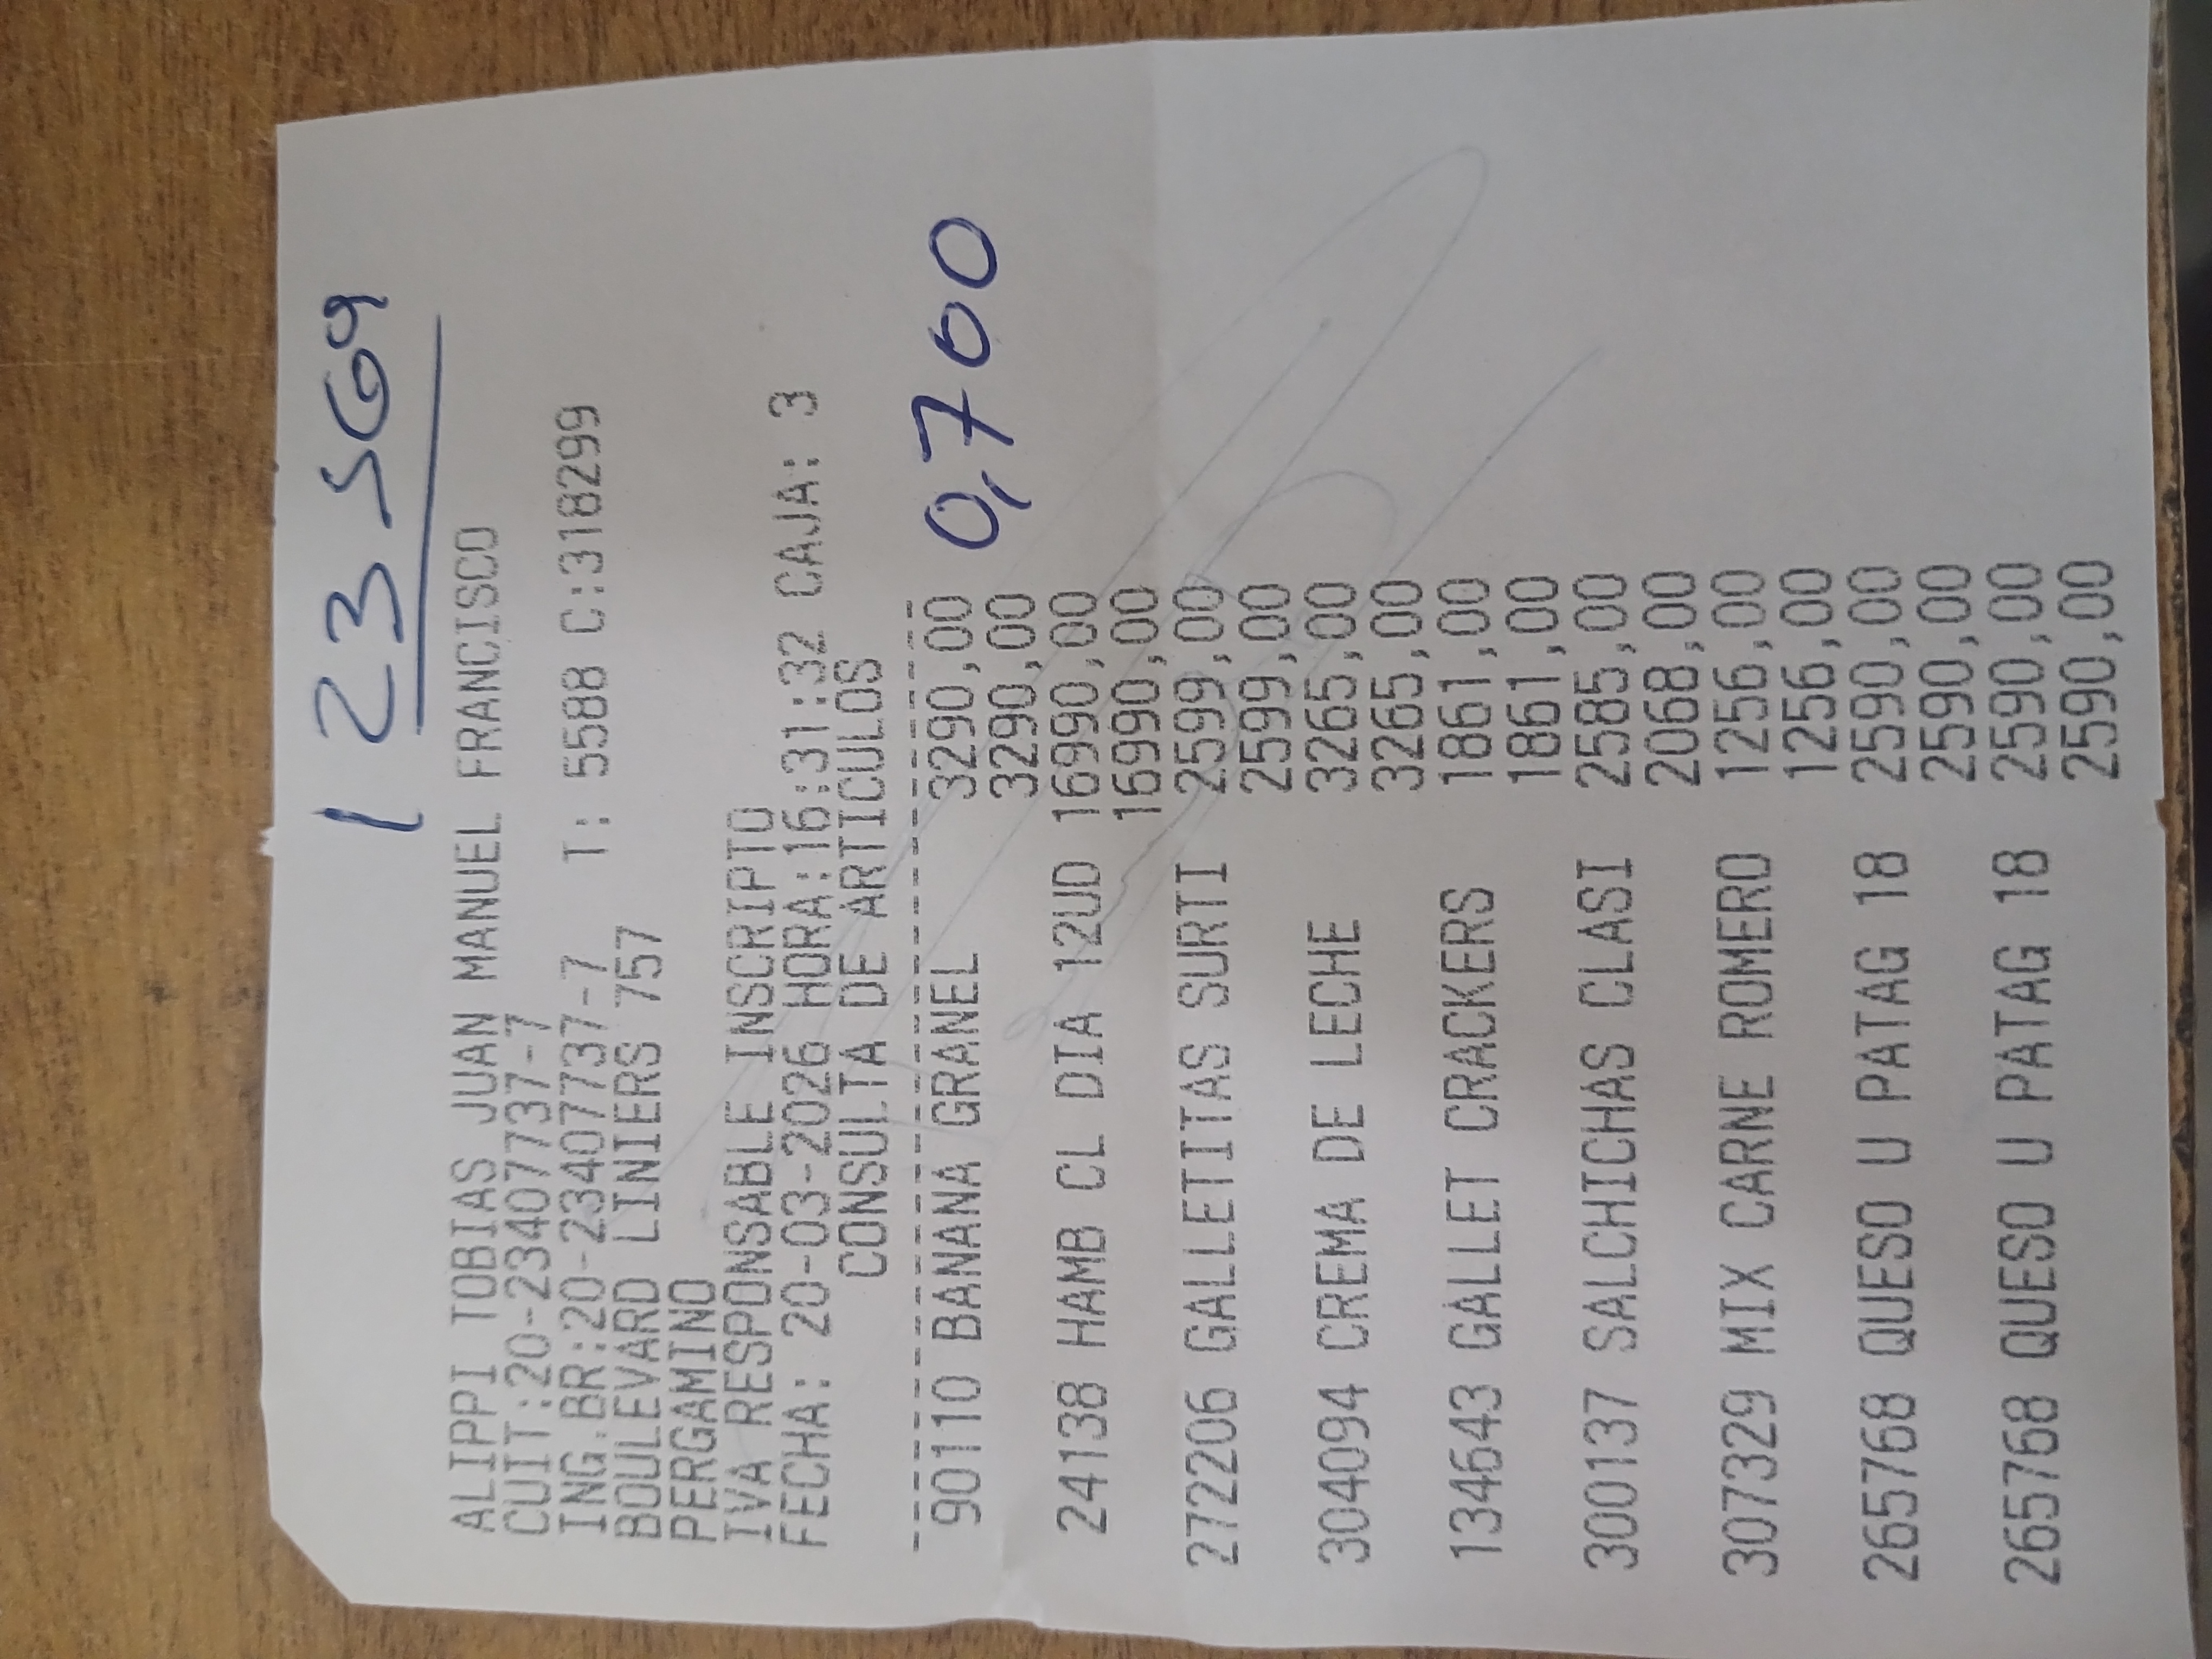 1 23569
ALIPPI TOBIAS JUAN MANUEL FRANCISCO
CUIT:20-23407737-7
ING.BR:20-23407737-7 T: 5588 C:318299
BOULEVARD LINIERS 757
PERGAMINO
IVA RESPONSABLE INSCRIPTO
FECHA: 20-03-2026 HORA:16:31:32 CAJA: 3
CONSULTA DE ARTICULOS
--------------------------------
90110 BANANA GRANEL 3290,00 0,700
3290,00
24138 HAMB CL DIA 12UD 16990,00
16990,00
272206 GALLETITAS SURTI 2599,00
2599,00
304094 CREMA DE LECHE 3265,00
3265,00
134643 GALLET CRACKERS 1861,00
1861,00
300137 SALCHICHAS CLASI 2585,00
2068,00
307329 MIX CARNE ROMERO 1256,00
1256,00
265768 QUESO U PATAG 18 2590,00
2590,00
265768 QUESO U PATAG 18 2590,00
2590,00